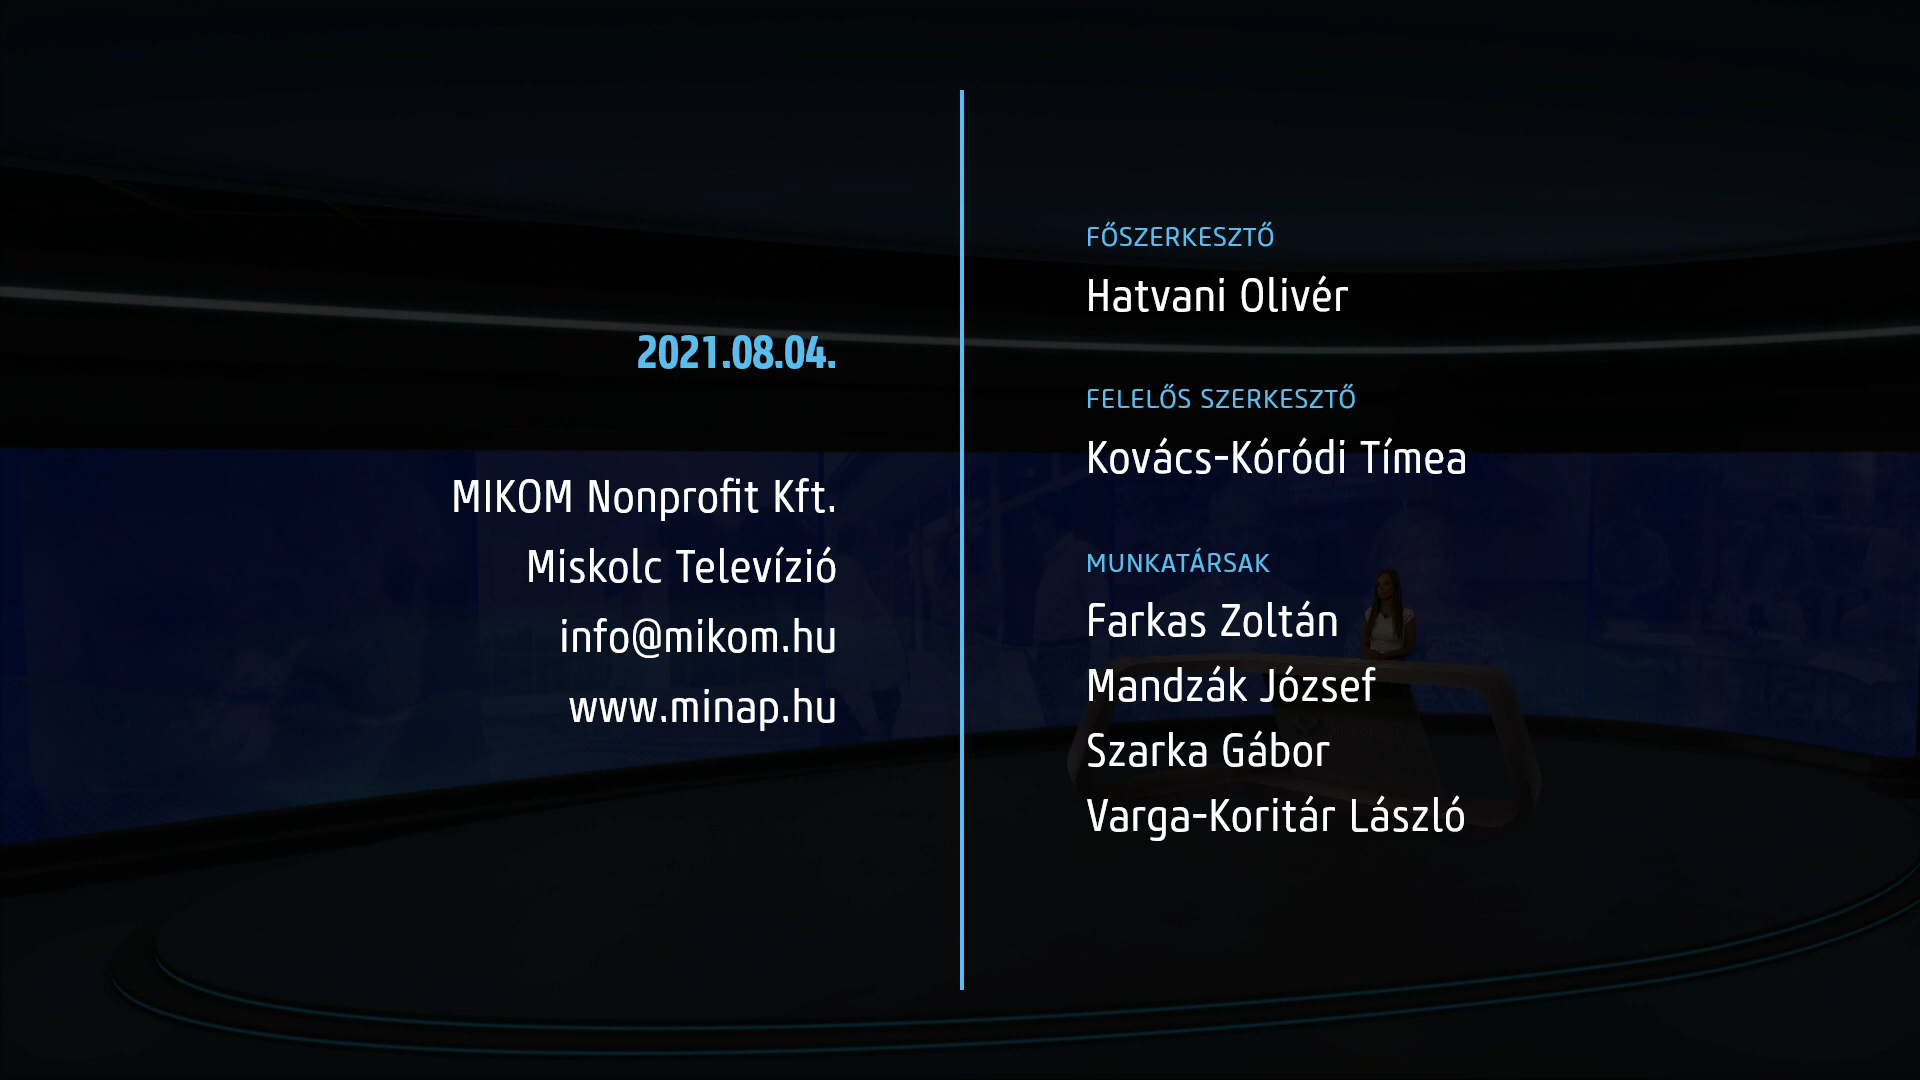 2021.08.04.
MIKOM Nonprofit Kft.
Miskolc Televízió
info@mikom.hu
www.minap.hu
FŐSZERKESZTŐ
Hatvani Olivér
FELELŐS SZERKESZTŐ
Kovács-Kóródi Tímea
MUNKATÁRSAK
Farkas Zoltán
Mandzák József
Szarka Gábor
Varga-Koritár László